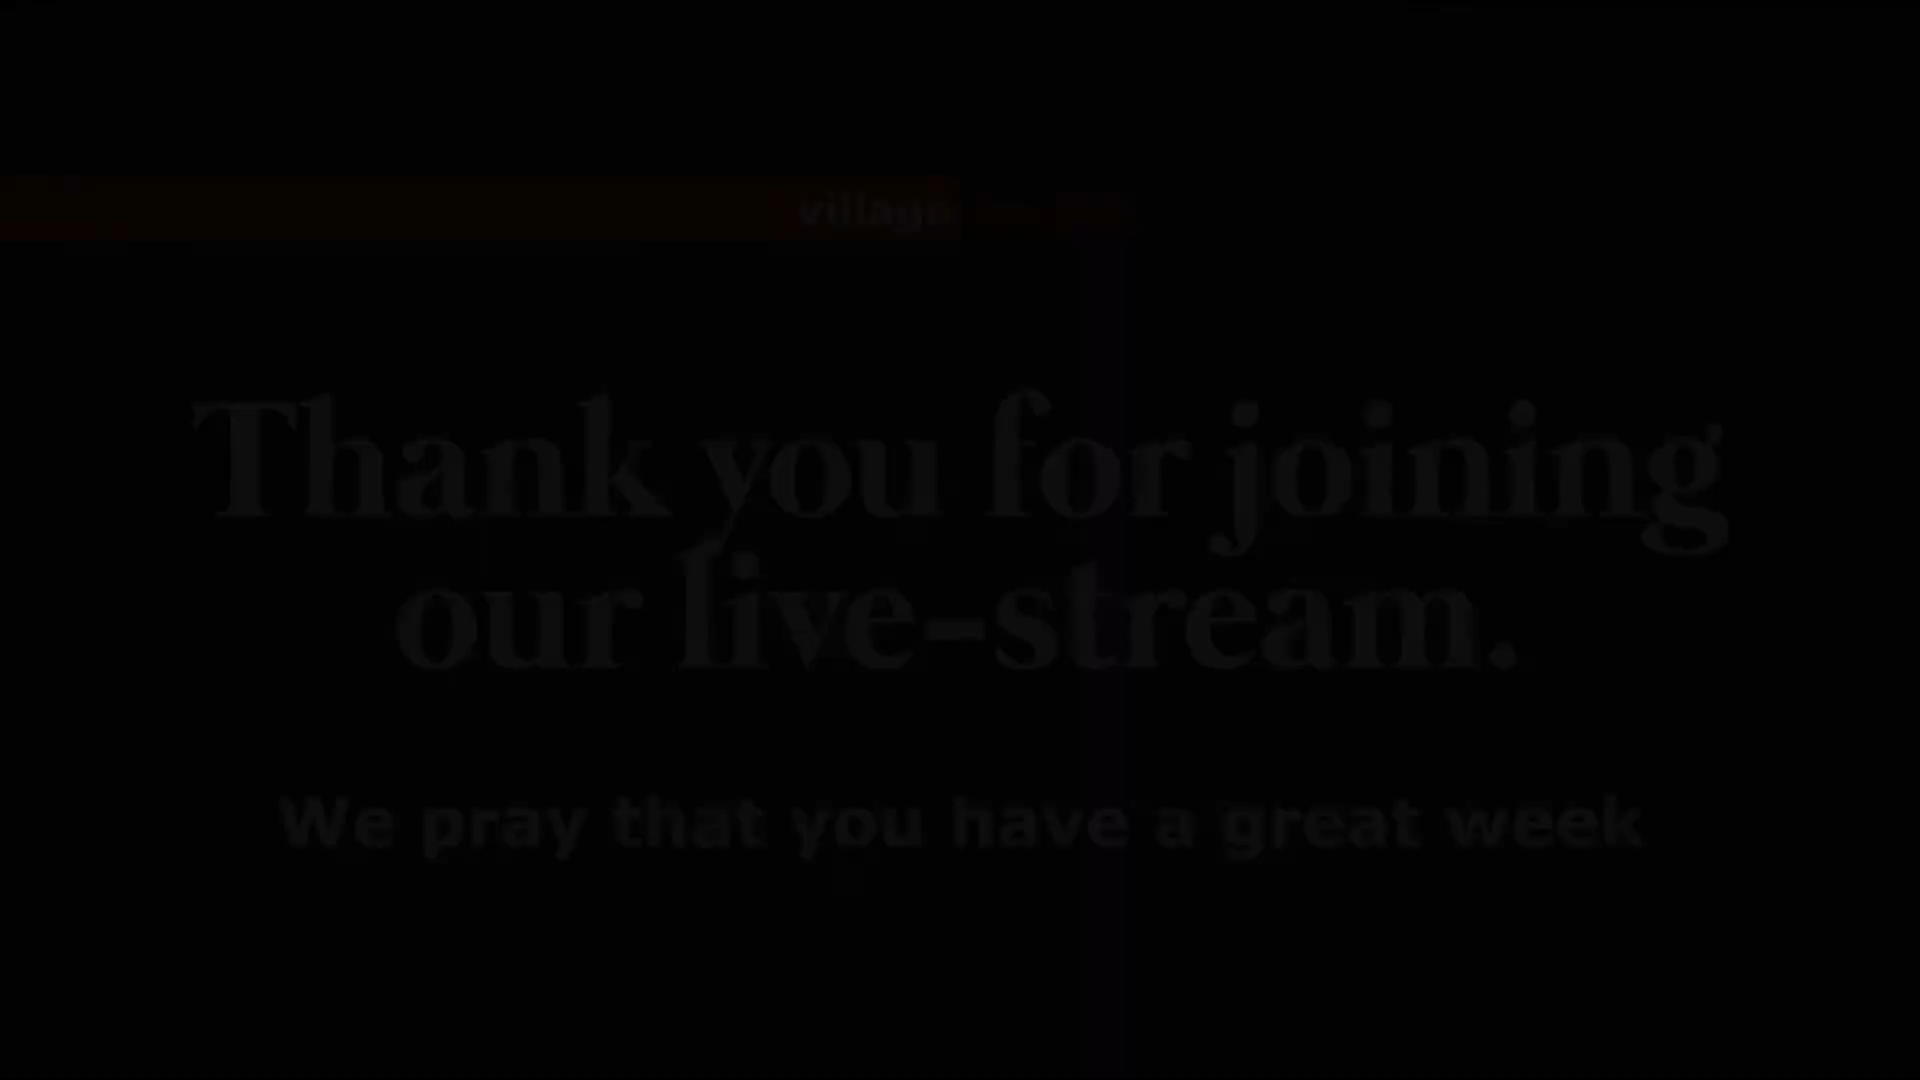 village
Thank you for joining
our live-stream.
We pray that you have a great week